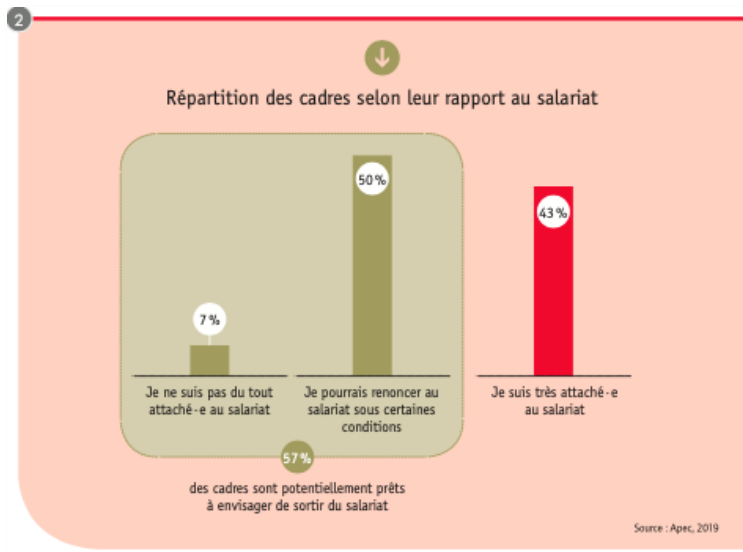 2
Répartition des cadres selon leur rapport au salariat
7 %
50 %
43 %
Je ne suis pas du tout
attaché·e au salariat
Je pourrais renoncer au
salariat sous certaines
conditions
Je suis très attaché·e
au salariat
57 %
des cadres sont potentiellement prêts
à envisager de sortir du salariat
Source : Apec, 2019